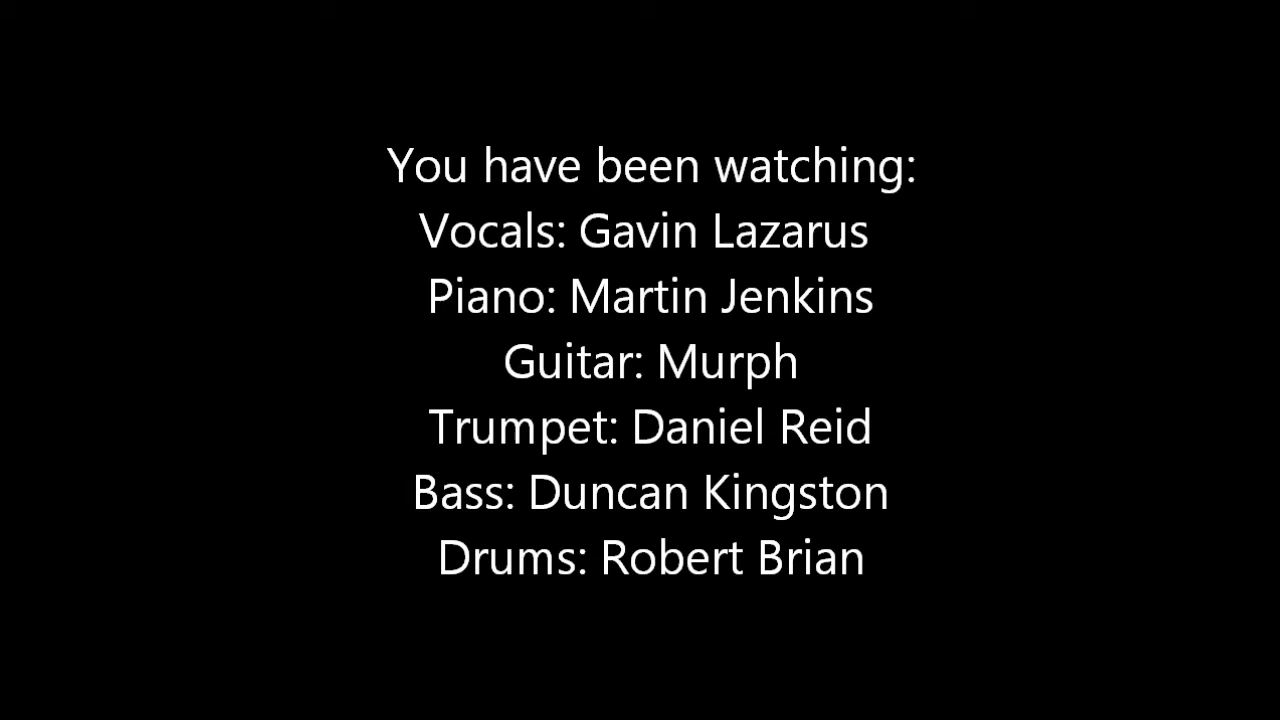 You have been watching:
Vocals: Gavin Lazarus
Piano: Martin Jenkins
Guitar: Murph
Trumpet: Daniel Reid
Bass: Duncan Kingston
Drums: Robert Brian